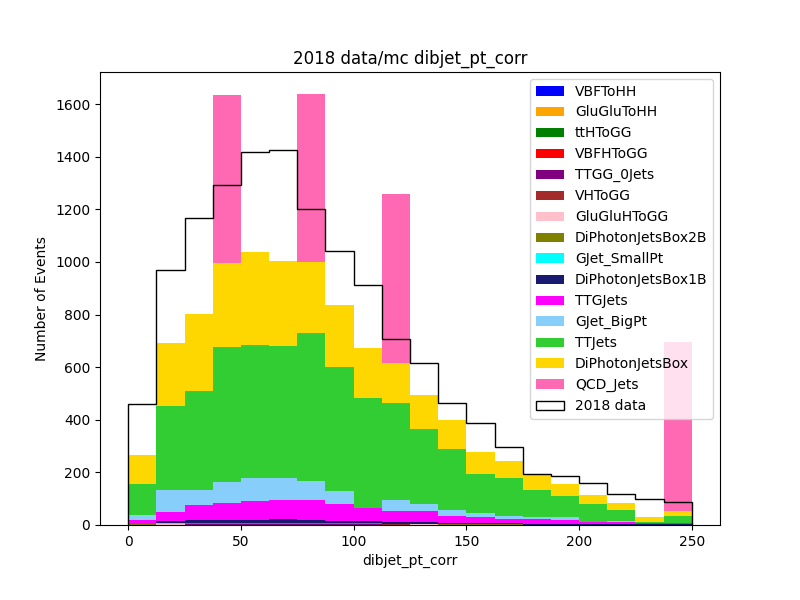 2018 data/mc dibjet_pt_corr
Number of Events
1600
1400
1200
1000
800
600
400
200
0
0
50
100
150
200
250
dibjet_pt_corr
VBFToHH
GluGluToHH
ttHToGG
VBFHToGG
TTGG_0Jets
VHToGG
GluGluHToGG
DiPhotonJetsBox2B
GJet_SmallPt
DiPhotonJetsBox1B
TTGJets
GJet_BigPt
TTJets
DiPhotonJetsBox
QCD_Jets
2018 data